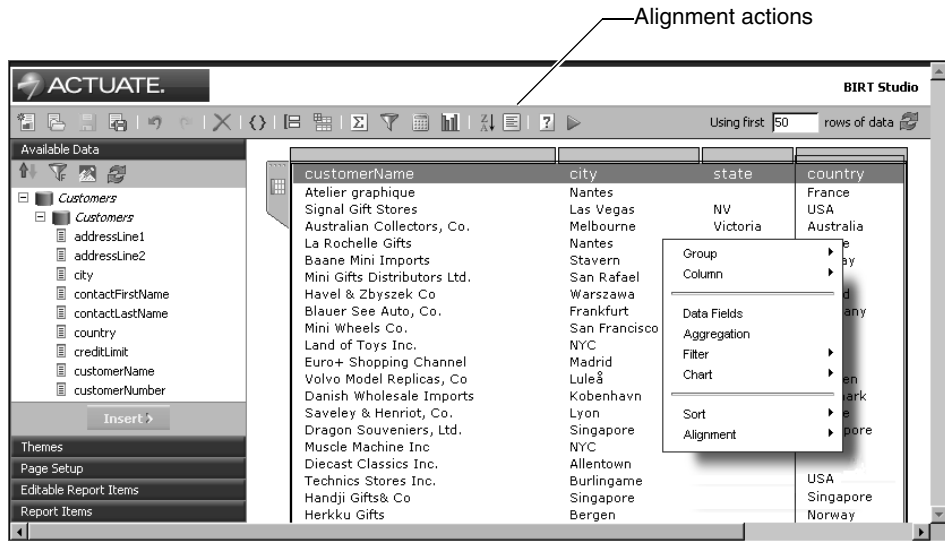 Alignment actions
ACTUATE.
BIRT Studio
Using first 50 rows of data
Available Data
Customers
Customers
addressLine1
addressLine2
city
contactFirstName
contactLastName
country
creditLimit
customerName
customerNumber
Insert
Themes
Page Setup
Editable Report Items
Report Items
customerName city state country
Atelier graphique Nantes France
Signal Gift Stores Las Vegas NV USA
Australian Collectors, Co. Melbourne Victoria Australia
La Rochelle Gifts Nantes
Baane Mini Imports Stavern
Mini Gifts Distributors Ltd. San Rafael
Havel & Zbyszek Co Warszawa
Blauer See Auto, Co. Frankfurt
Mini Wheels Co. San Francisco
Land of Toys Inc. NYC
Euro+ Shopping Channel Madrid
Volvo Model Replicas, Co Luleå
Danish Wholesale Imports Kobenhavn
Saveley & Henriot, Co. Lyon
Dragon Souveniers, Ltd. Singapore
Muscle Machine Inc NYC
Diecast Classics Inc. Allentown
Technics Stores Inc. Burlingame USA
Handji Gifts& Co Singapore Singapore
Herkku Gifts Bergen Norway
Group
Column
Data Fields
Aggregation
Filter
Chart
Sort
Alignment